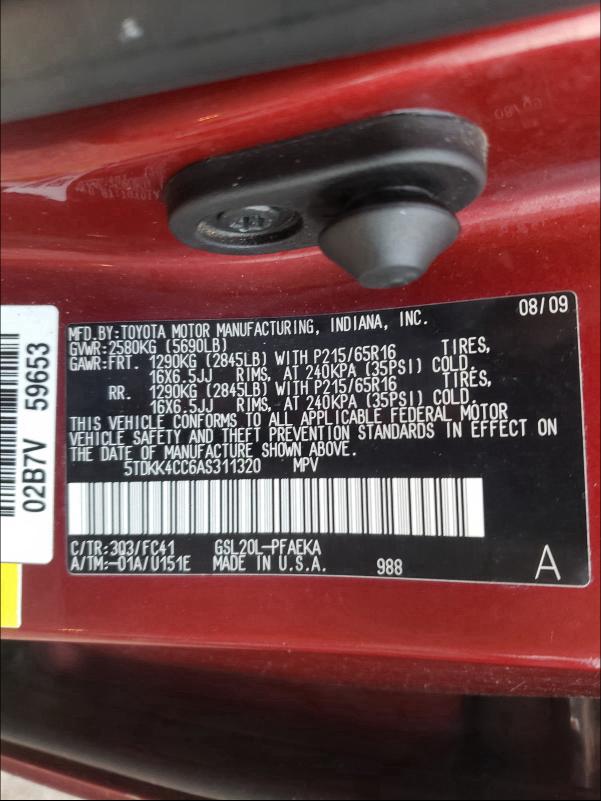 08/09
MFD.BY:TOYOTA MOTOR MANUFACTURING, INDIANA, INC.
GVWR:2580KG (5690LB)
GAWR:FRT. 1290KG (2845LB) WITH P215/65R16 TIRES,
16X6.5JJ RIMS, AT 240KPA (35PSI) COLD.
RR. 1290KG (2845LB) WITH P215/65R16 TIRES,
16X6.5JJ RIMS, AT 240KPA (35PSI) COLD.
THIS VEHICLE CONFORMS TO ALL APPLICABLE FEDERAL MOTOR
VEHICLE SAFETY AND THEFT PREVENTION STANDARDS IN EFFECT ON
THE DATE OF MANUFACTURE SHOWN ABOVE.
5TDKK4CC6AS311320 MPV
C/TR:3Q3/FC41 GSL20L-PFAEKA
A/TM:-01A/U151E MADE IN U.S.A. 988 A
02B7V 59653